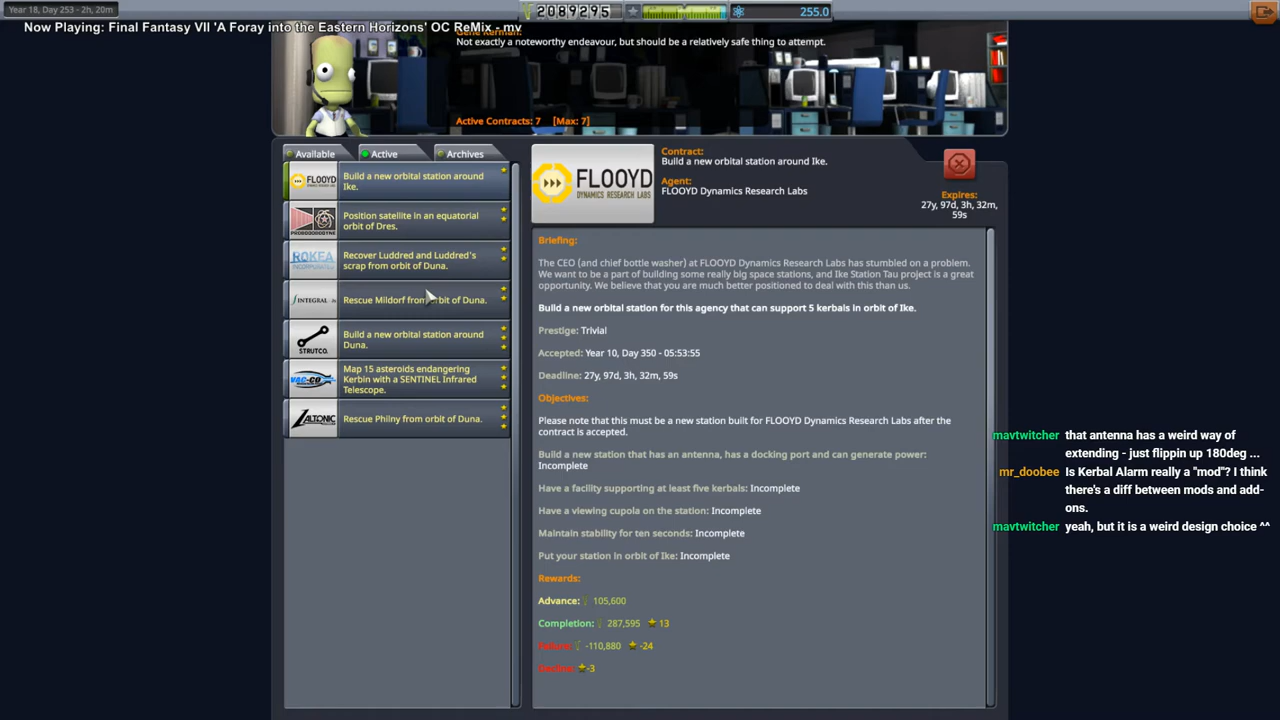 Year 18, Day 253 - 2h, 20m
2089295
255.0
Now Playing: Final Fantasy VII 'A Foray into the Eastern Horizons' OC ReMix - mv
Gene Kerman:
Not exactly a noteworthy endeavour, but should be a relatively safe thing to attempt.
Active Contracts: 7 [Max: 7]
Available
Active
Archives
FLOOYD
Build a new orbital station around
Ike.
PROBODOBODYNE
Position satellite in an equatorial
orbit of Dres.
ROKEA
INCORPORATED
Recover Luddred and Luddred's
scrap from orbit of Duna.
INTEGRAL
Rescue Mildorf from orbit of Duna.
STRUTCO.
Build a new orbital station around
Duna.
VAC-CO
Map 15 asteroids endangering
Kerbin with a SENTINEL Infrared
Telescope.
ZALTONIC
Rescue Philny from orbit of Duna.
FLOOYD
DYNAMICS RESEARCH LABS
Contract:
Build a new orbital station around Ike.
Agent:
FLOOYD Dynamics Research Labs
Expires:
27y, 97d, 3h, 32m,
59s
Briefing:
The CEO (and chief bottle washer) at FLOOYD Dynamics Research Labs has stumbled on a problem.
We want to be a part of building some really big space stations, and Ike Station Tau project is a great
opportunity. We believe that you are much better positioned to deal with this than us.
Build a new orbital station for this agency that can support 5 kerbals in orbit of Ike.
Prestige: Trivial
Accepted: Year 10, Day 350 - 05:53:55
Deadline: 27y, 97d, 3h, 32m, 59s
Objectives:
Please note that this must be a new station built for FLOOYD Dynamics Research Labs after the
contract is accepted.
Build a new station that has an antenna, has a docking port and can generate power:
Incomplete
Have a facility supporting at least five kerbals: Incomplete
Have a viewing cupola on the station: Incomplete
Maintain stability for ten seconds: Incomplete
Put your station in orbit of Ike: Incomplete
Rewards:
Advance: 105,600
Completion: 287,595 13
Failure: -110,880 -24
Decline: -3
mavtwitcher that antenna has a weird way of
extending - just flippin up 180deg ...
mr_doobee Is Kerbal Alarm really a "mod"? I think
there's a diff between mods and add-
ons.
mavtwitcher yeah, but it is a weird design choice ^^